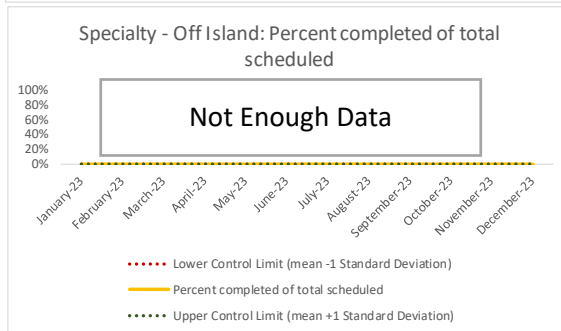 Specialty - Off Island: Percent completed of total
scheduled
100%
80%
60%
40%
20%
0%
Not Enough Data
January-23
February-23
March-23
April-23
May-23
June-23
July-23
August-23
September-23
October-23
November-23
December-23
Lower Control Limit (mean -1 Standard Deviation)
Percent completed of total scheduled
Upper Control Limit (mean +1 Standard Deviation)